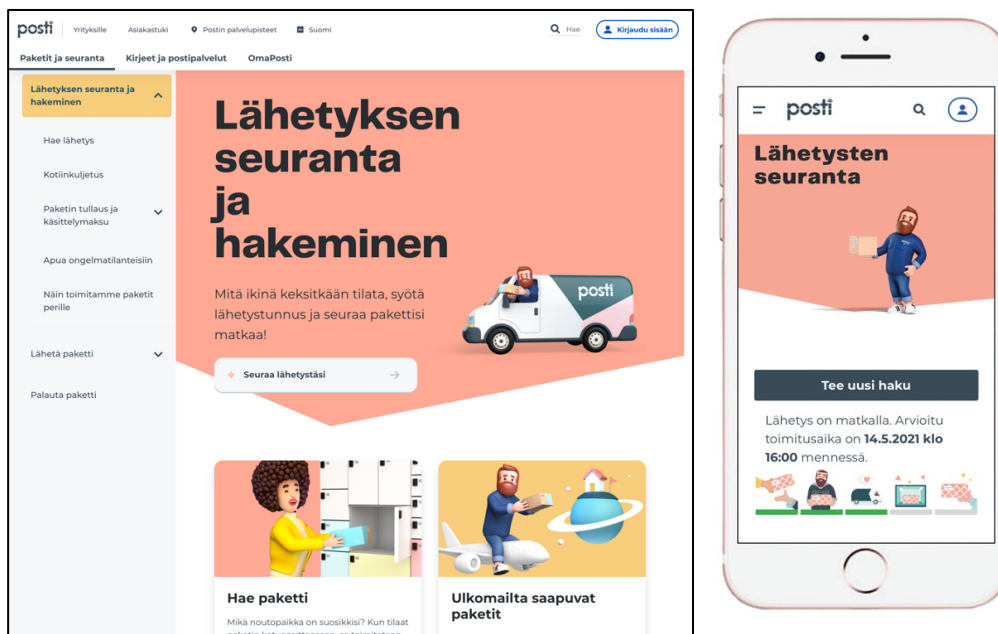 posti
Yrityksille
Asiakastuki
Postin palvelupisteet
Suomi
Hae
Kirjaudu sisään
Paketit ja seuranta
Kirjeet ja postipalvelut
OmaPosti
Lähetyksen seuranta ja
hakeminen
Hae lähetys
Kotiinkuljetus
Paketin tullaus ja
käsittelymaksu
Apua ongelmatilanteisiin
Näin toimitamme paketit
perille
Lähetä paketti
Palauta paketti
Lähetyksen
seuranta
ja
hakeminen
Mitä ikinä keksitkään tilata, syötä
lähetystunnus ja seuraa pakettisi
matkaa!
posti
Seuraa lähetystäsi
Hae paketti
Mikä noutopaikka on suosikkisi? Kun tilaat
Ulkomailta saapuvat
paketit
posti
Lähetysten
seuranta
Tee uusi haku
Lähetys on matkalla. Arvioitu
toimitusaika on 14.5.2021 klo
16:00 mennessä.